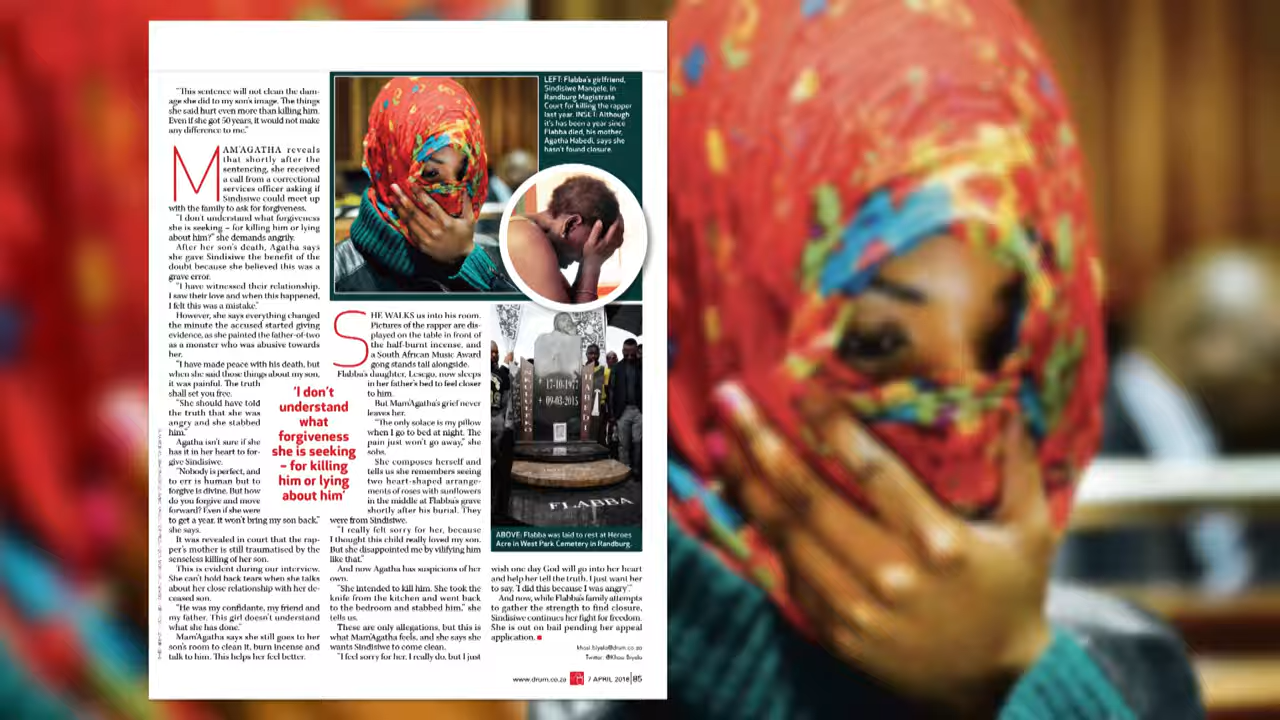 "This sentence will not clean the dam-
age she did to my son's image. The things
she said hurt even more than killing him.
Even if she got 50 years, it would not make
any difference to me."
MAM'AGATHA reveals
that shortly after the
sentencing, she received
a call from a correctional
services officer asking if
Sindisiwe could meet up
with the family to ask for forgiveness.
"I don't understand what forgiveness
she is seeking – for killing him or lying
about him?" she demands angrily.
After her son's death, Agatha says
she gave Sindisiwe the benefit of the
doubt because she believed this was a
grave error.
"I have witnessed their relationship.
I saw their love and when this happened,
I felt this was a mistake."
However, she says everything changed
the minute the accused started giving
evidence, as she painted the father-of-two
as a monster who was abusive towards
her.
"I have made peace with his death, but
when she said those things about my son,
it was painful. The truth
shall set you free.
"She should have told
the truth that she was
angry and she stabbed
him."
Agatha isn't sure if she
has it in her heart to for-
give Sindisiwe.
"Nobody is perfect, and
to err is human but to
forgive is divine. But how
do you forgive and move
forward? Even if she were
to get a year, it won't bring my son back,"
she says.
It was revealed in court that the rap-
per's mother is still traumatised by the
senseless killing of her son.
This is evident during our interview.
She can't hold back tears when she talks
about her close relationship with her de-
ceased son.
"He was my confidante, my friend and
my father. This girl doesn't understand
what she has done."
Mam'Agatha says she still goes to her
son's room to clean it, burn incense and
talk to him. This helps her feel better.
'I don't
understand
what
forgiveness
she is seeking
– for killing
him or lying
about him'
LEFT: Flabba's girlfriend,
Sindisiwe Manqele, in
Randburg Magistrate
Court for killing the rapper
last year. INSET: Although
it's has been a year since
Flabba died, his mother,
Agatha Habedi, says she
hasn't found closure.
SHE WALKS us into his room.
Pictures of the rapper are dis-
played on the table in front of
the half-burnt incense, and
a South African Music Award
gong stands tall alongside.
Flabba's daughter, Lesego, now sleeps
in her father's bed to feel closer
to him.
But Mam'Agatha's grief never
leaves her.
"The only solace is my pillow
when I go to bed at night. The
pain just won't go away," she
sobs.
She composes herself and
tells us she remembers seeing
two heart-shaped arrange-
ments of roses with sunflowers
in the middle at Flabba's grave
shortly after his burial. They
were from Sindisiwe.
"I really felt sorry for her, because
I thought this child really loved my son.
But she disappointed me by vilifying him
like that."
And now Agatha has suspicions of her
own.
"She intended to kill him. She took the
knife from the kitchen and went back
to the bedroom and stabbed him," she
tells us.
These are only allegations, but this is
what Mam'Agatha feels, and she says she
wants Sindisiwe to come clean.
"I feel sorry for her, I really do, but I just
* 17-10-1977
+ 09-03-2015
NKULULEKO
HABEDI
FLABBA
ABOVE: Flabba was laid to rest at Heroes
Acre in West Park Cemetery in Randburg.
wish one day God will go into her heart
and help her tell the truth. I just want her
to say, 'I did this because I was angry'."
And now, while Flabba's family attempts
to gather the strength to find closure,
Sindisiwe continues her fight for freedom.
She is out on bail pending her appeal
application.
khosi.biyela@drum.co.za
Twitter: @Khosi Biyela
www.drum.co.za 7 APRIL 2016 | 85